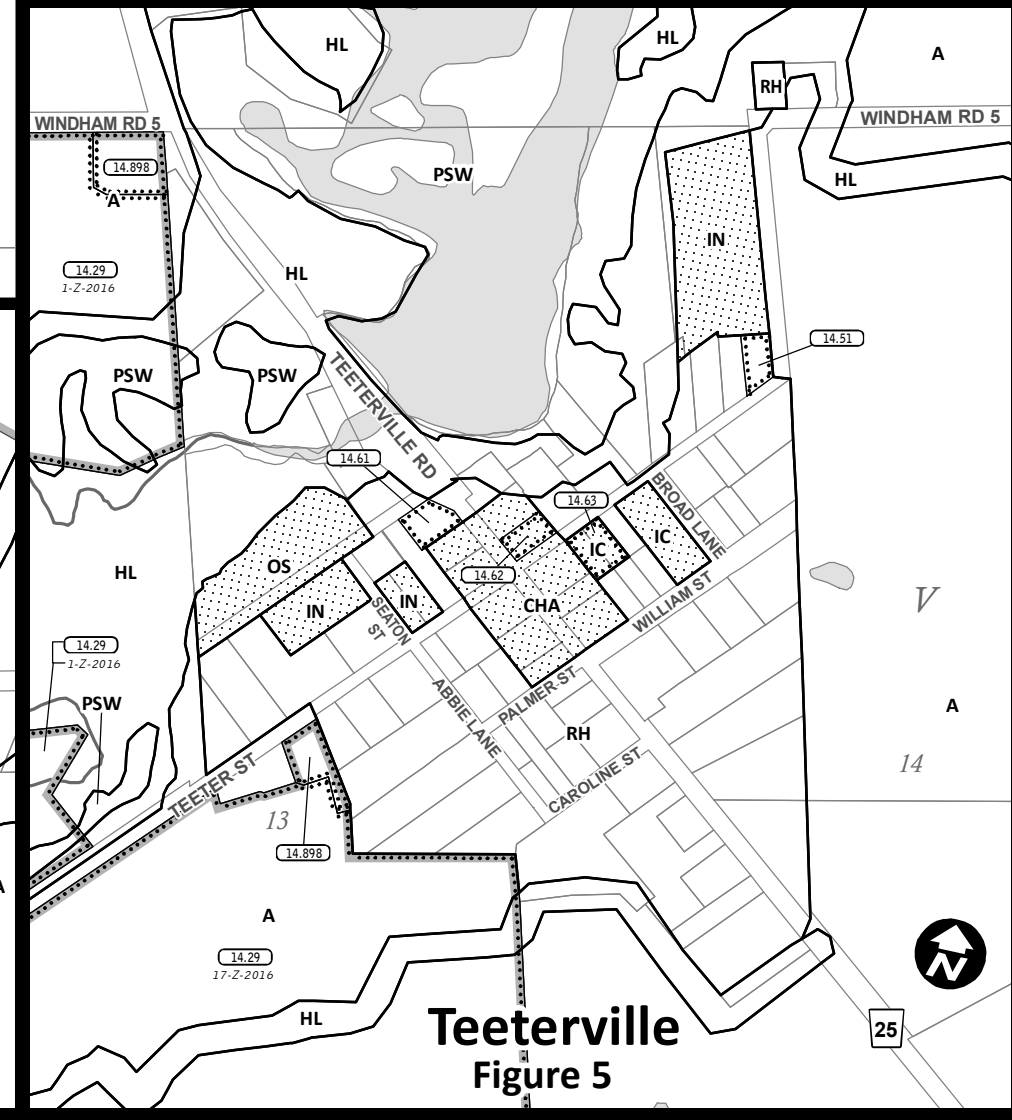 HL
HL
A
RH
WINDHAM RD 5
WINDHAM RD 5
14.898
PSW
HL
A
IN
14.29
1-Z-2016
HL
14.51
PSW
PSW
TEETERVILLE RD
14.61
14.63
BROAD LANE
IC
IC
OS
HL
14.62
CHA
IN
IN
SEATON
ST
WILLIAM ST
V
14.29
1-Z-2016
PSW
ABBIE LANE
PALMER ST
RH
A
14
TEETER ST
CAROLINE ST
13
14.898
A
A
14.29
17-Z-2016
N
HL
Teeterville
Figure 5
25